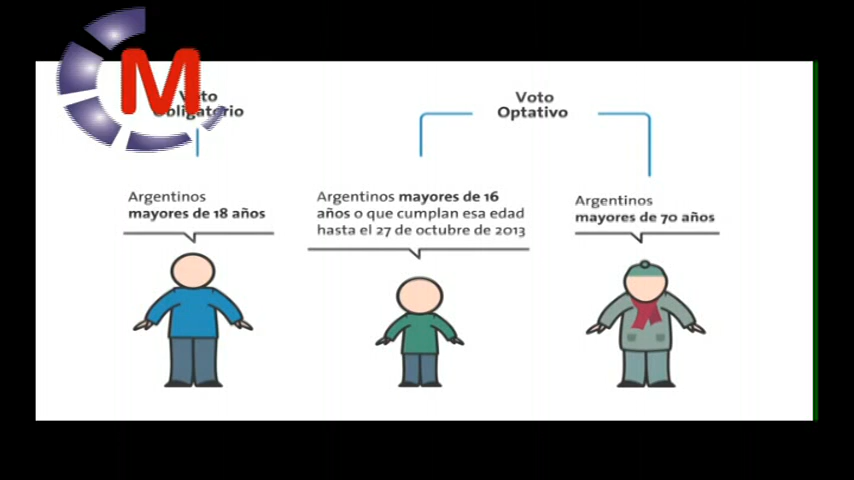 M
Voto
Obligatorio
Voto
Optativo
Argentinos
mayores de 18 años
Argentinos mayores de 16
años o que cumplan esa edad
hasta el 27 de octubre de 2013
Argentinos
mayores de 70 años